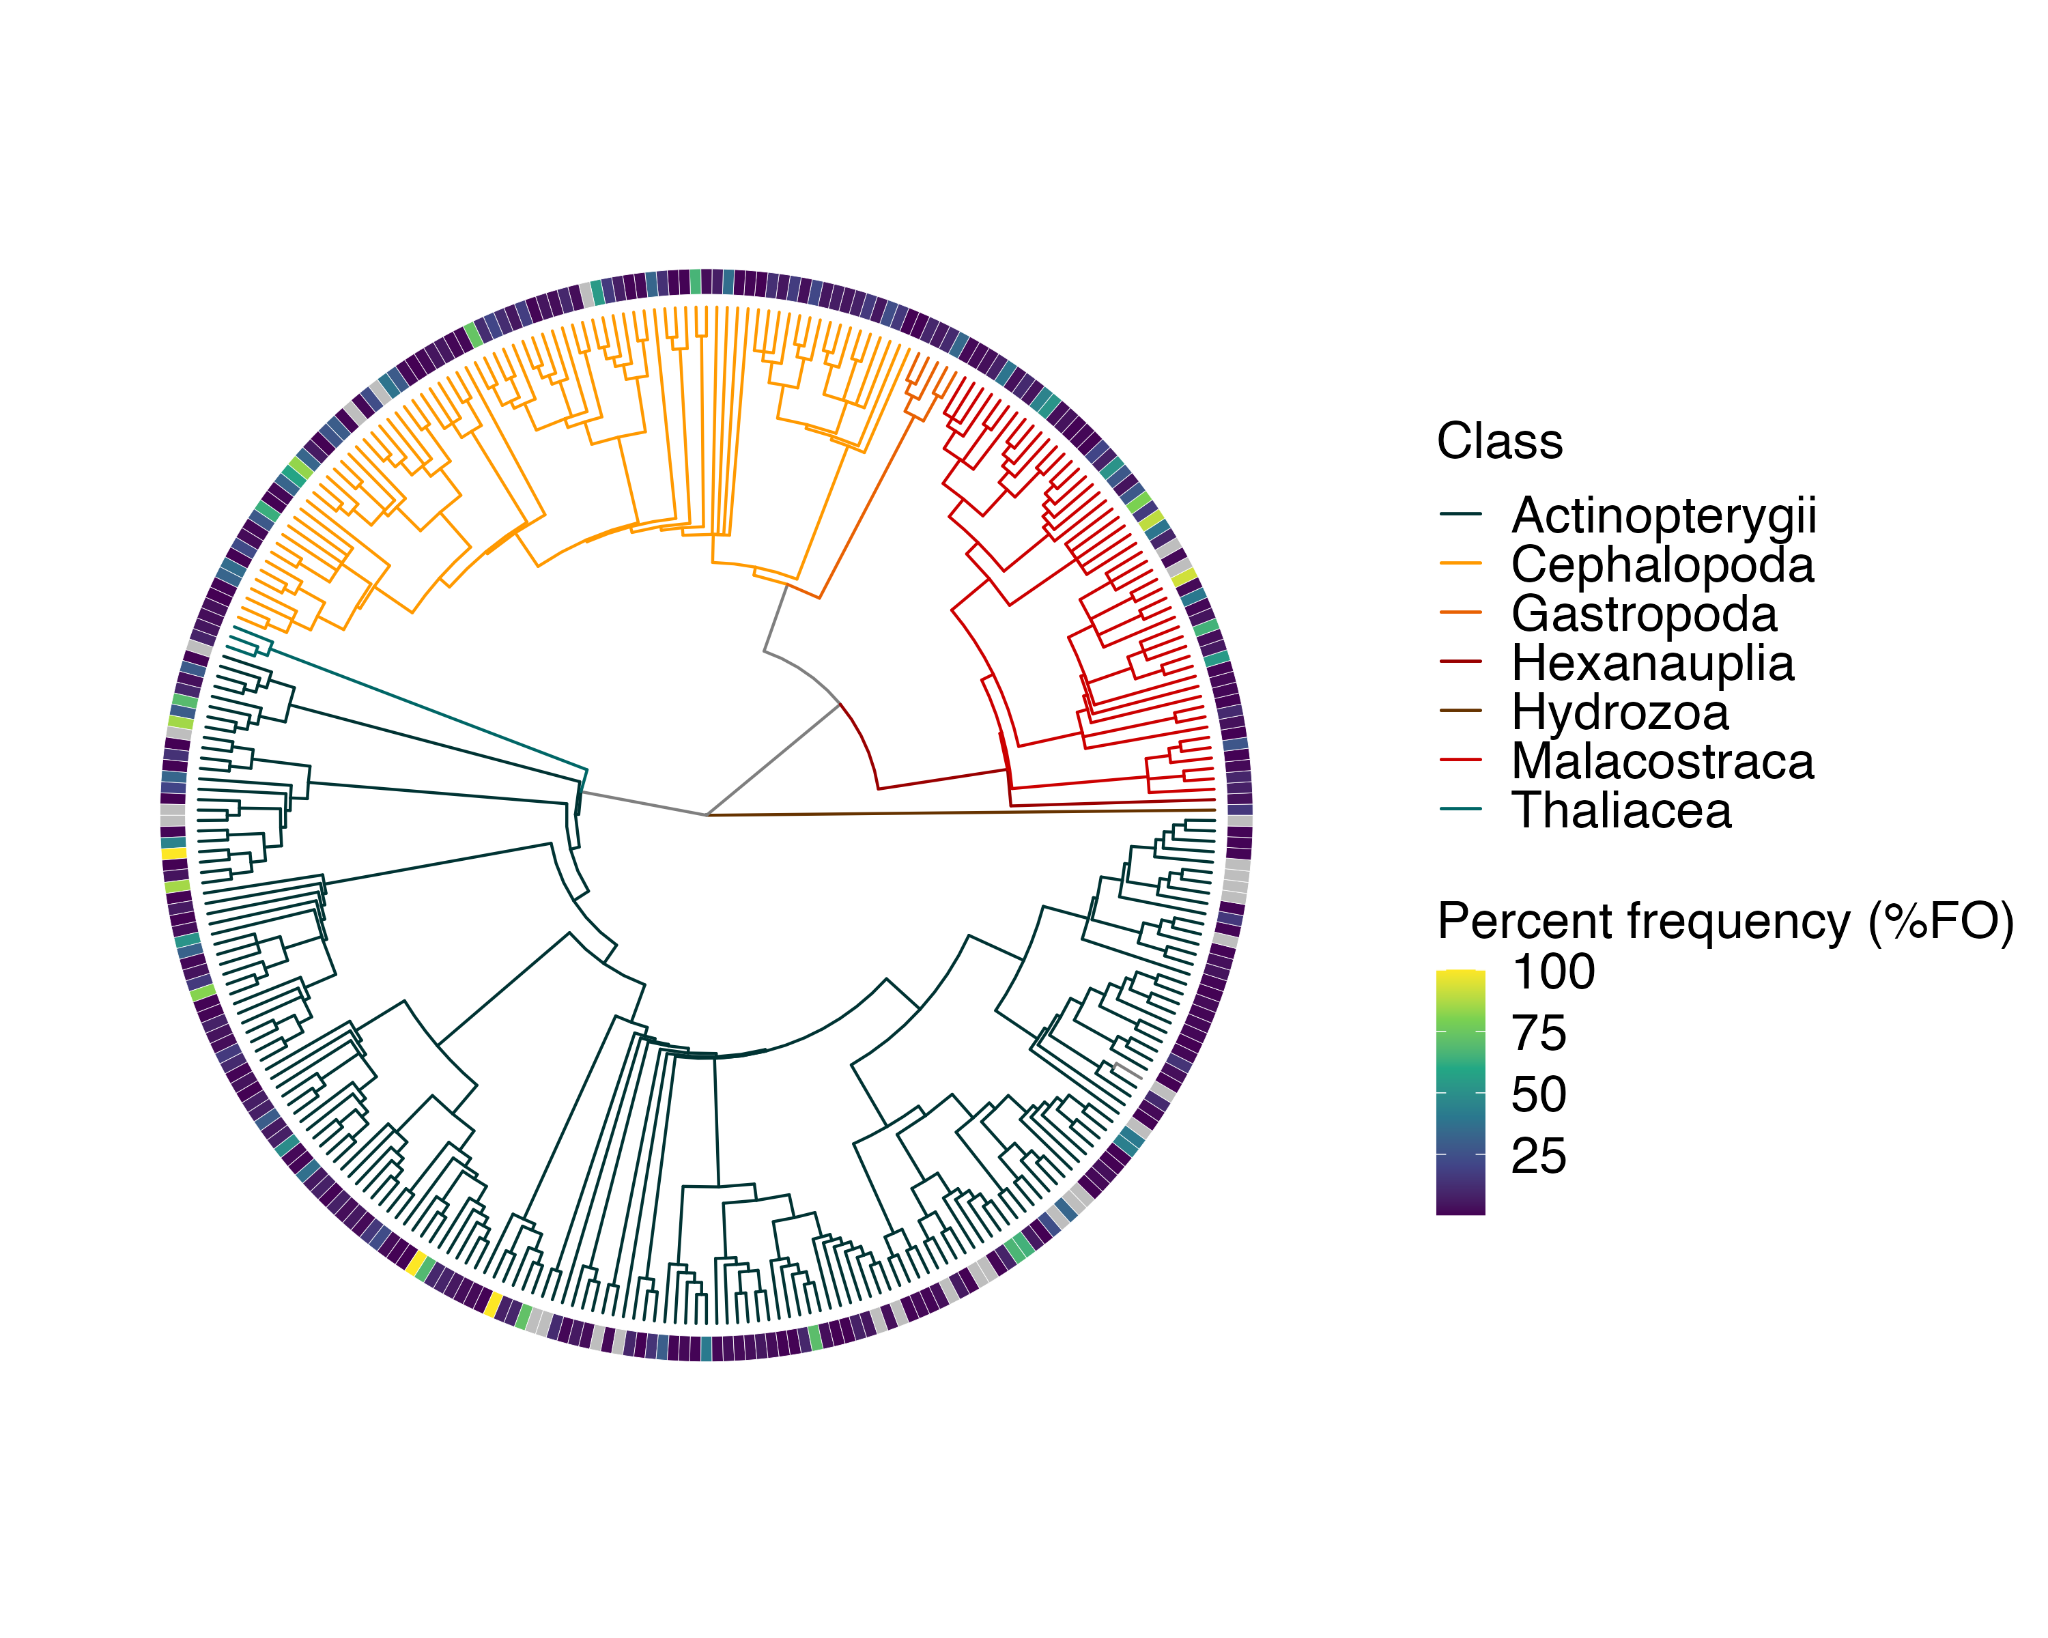 Class
Actinopterygii
Cephalopoda
Gastropoda
Hexanauplia
Hydrozoa
Malacostraca
Thaliacea
Percent frequency (%FO)
100
75
50
25